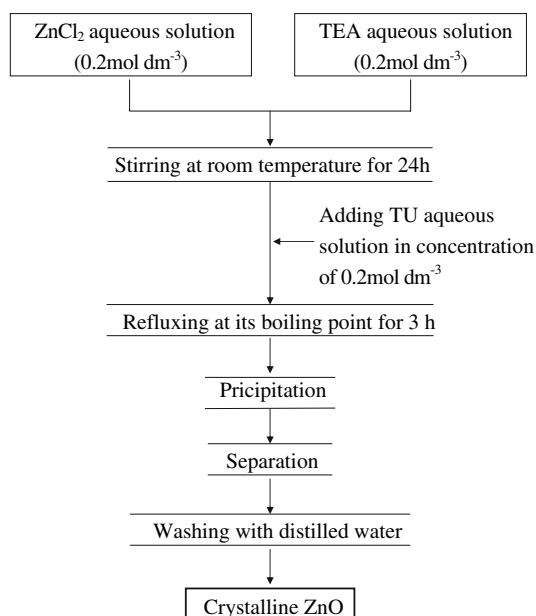 ZnCl₂ aqueous solution
(0.2mol dm⁻³)
TEA aqueous solution
(0.2mol dm⁻³)
Stirring at room temperature for 24h
Adding TU aqueous
solution in concentration
of 0.2mol dm⁻³
Refluxing at its boiling point for 3 h
Pricipitation
Separation
Washing with distilled water
Crystalline ZnO